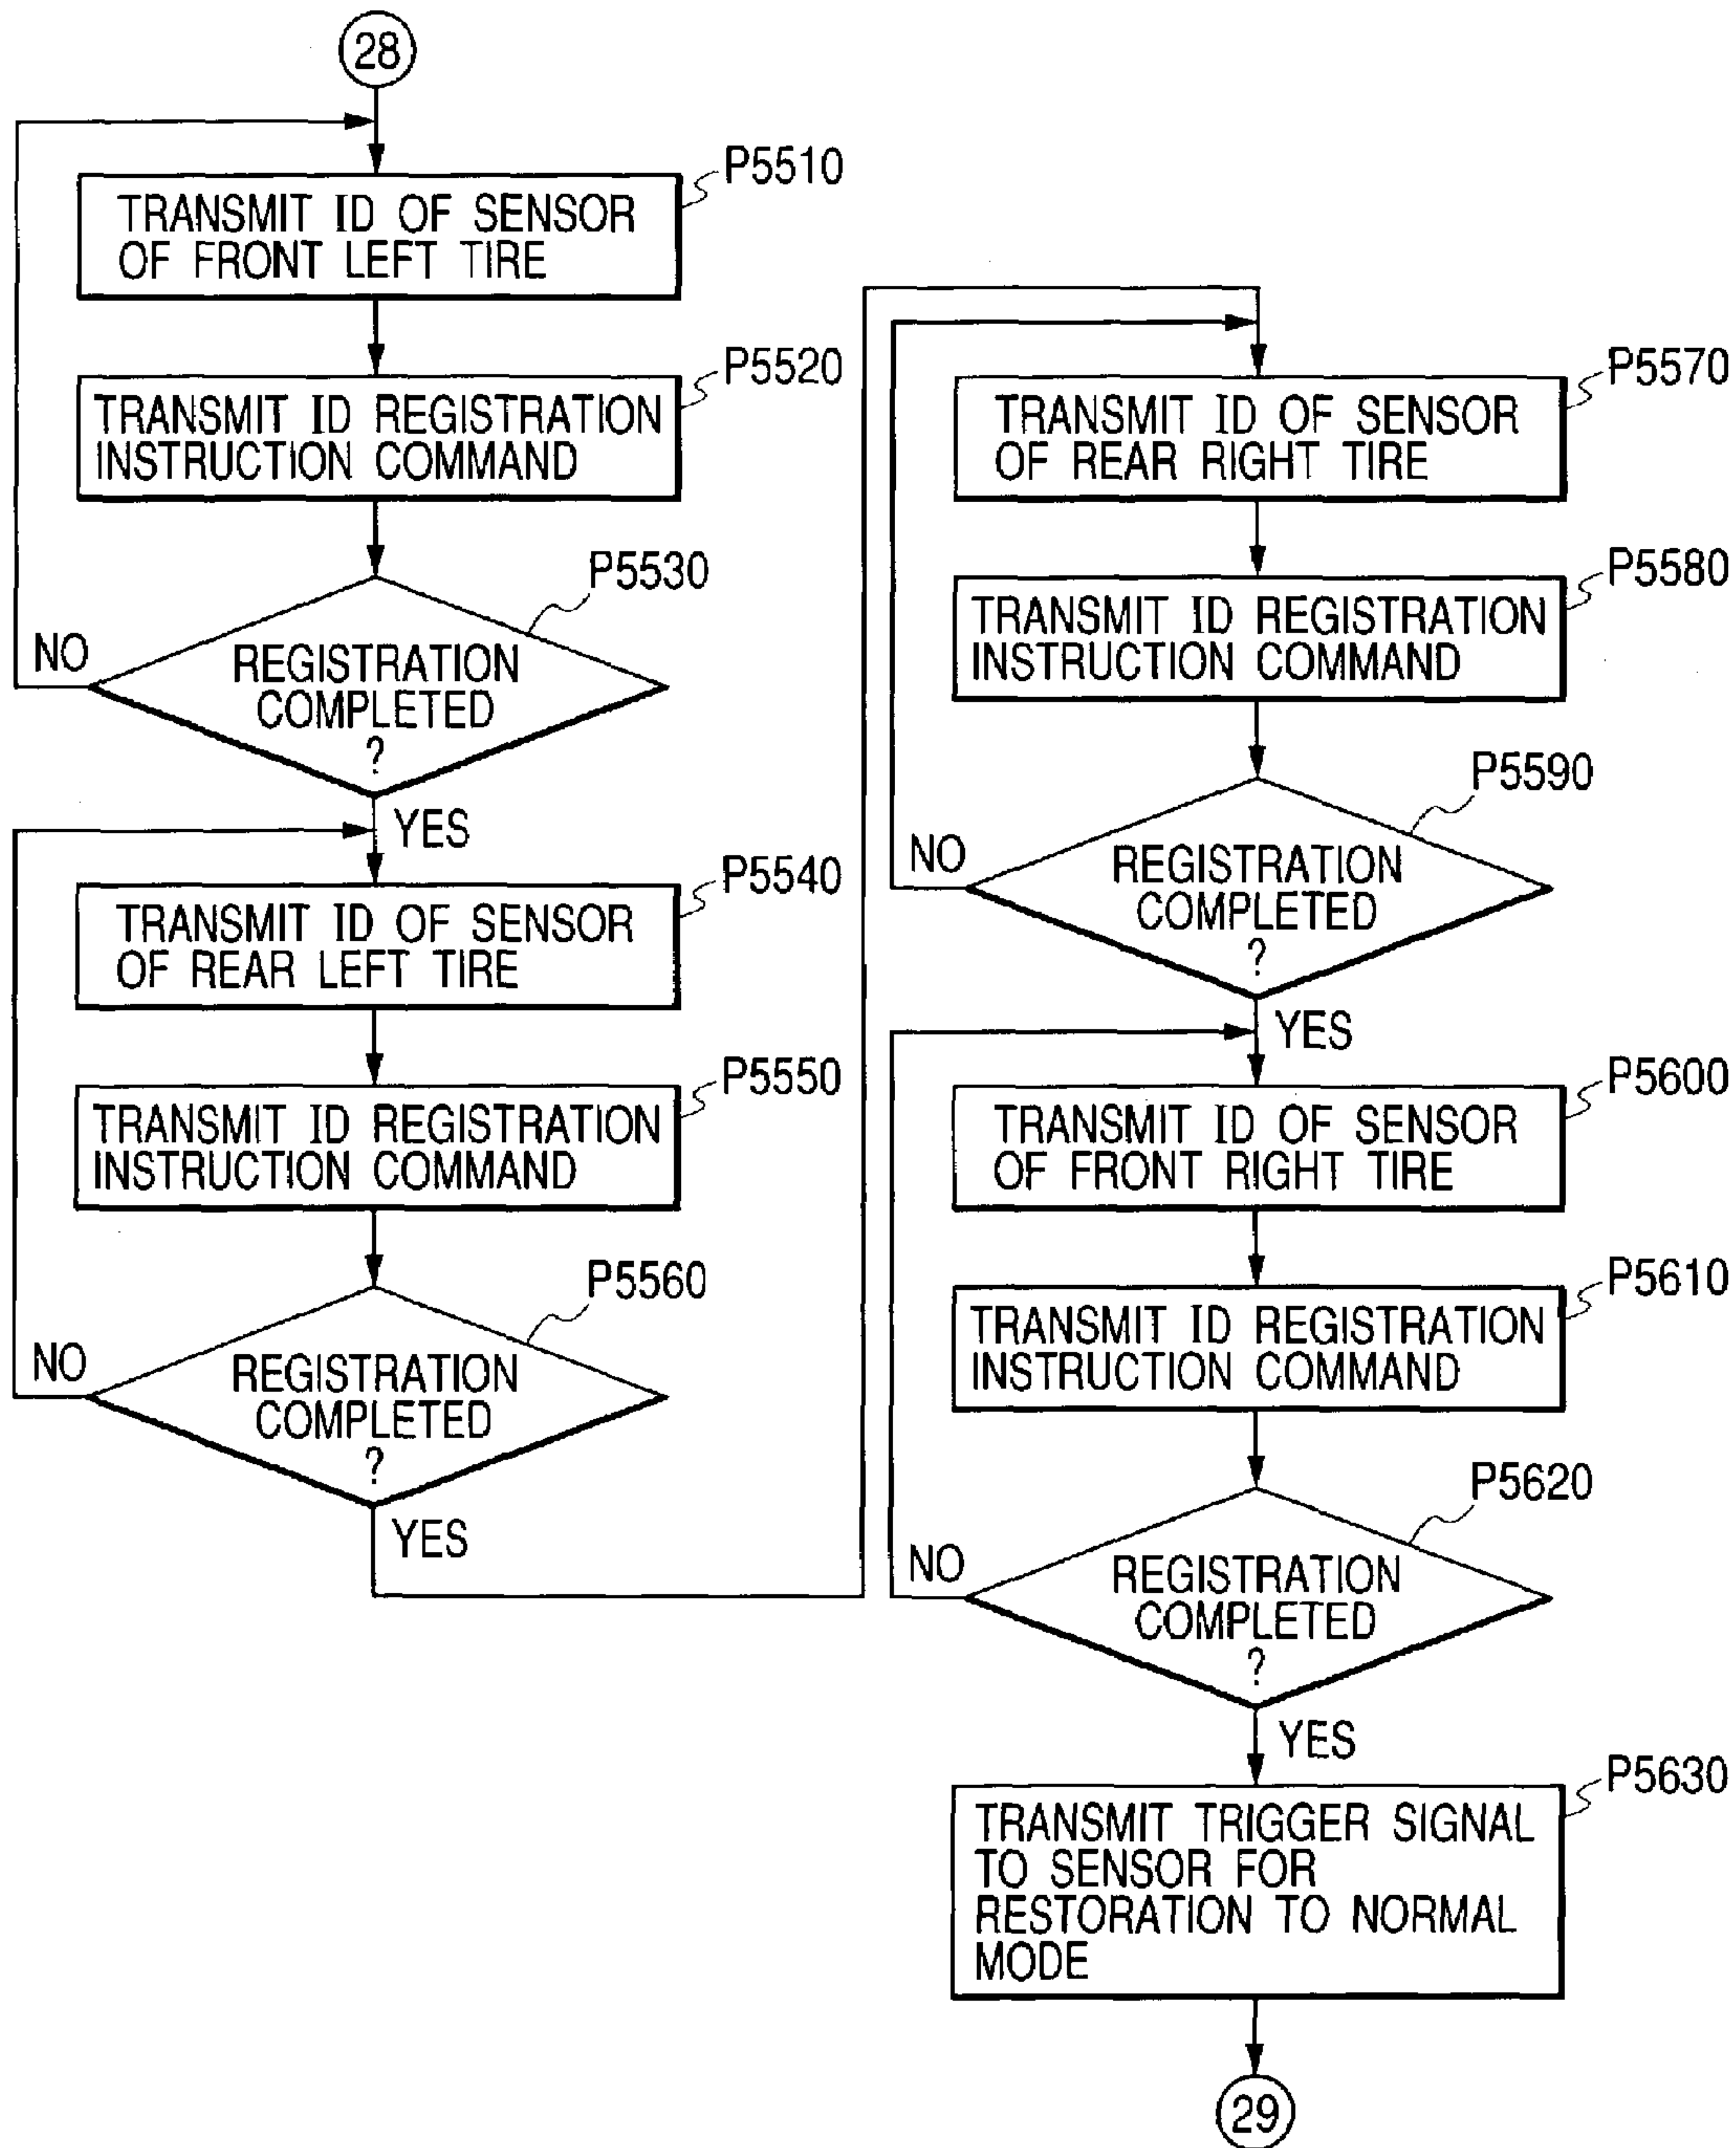 28
P5510
TRANSMIT ID OF SENSOR
OF FRONT LEFT TIRE
P5520
TRANSMIT ID REGISTRATION
INSTRUCTION COMMAND
P5530
NO
REGISTRATION
COMPLETED
?
YES
P5540
TRANSMIT ID OF SENSOR
OF REAR LEFT TIRE
P5550
TRANSMIT ID REGISTRATION
INSTRUCTION COMMAND
P5560
NO
REGISTRATION
COMPLETED
?
YES
P5570
TRANSMIT ID OF SENSOR
OF REAR RIGHT TIRE
P5580
TRANSMIT ID REGISTRATION
INSTRUCTION COMMAND
P5590
NO
REGISTRATION
COMPLETED
?
YES
P5600
TRANSMIT ID OF SENSOR
OF FRONT RIGHT TIRE
P5610
TRANSMIT ID REGISTRATION
INSTRUCTION COMMAND
P5620
NO
REGISTRATION
COMPLETED
?
YES
P5630
TRANSMIT TRIGGER SIGNAL
TO SENSOR FOR
RESTORATION TO NORMAL
MODE
29